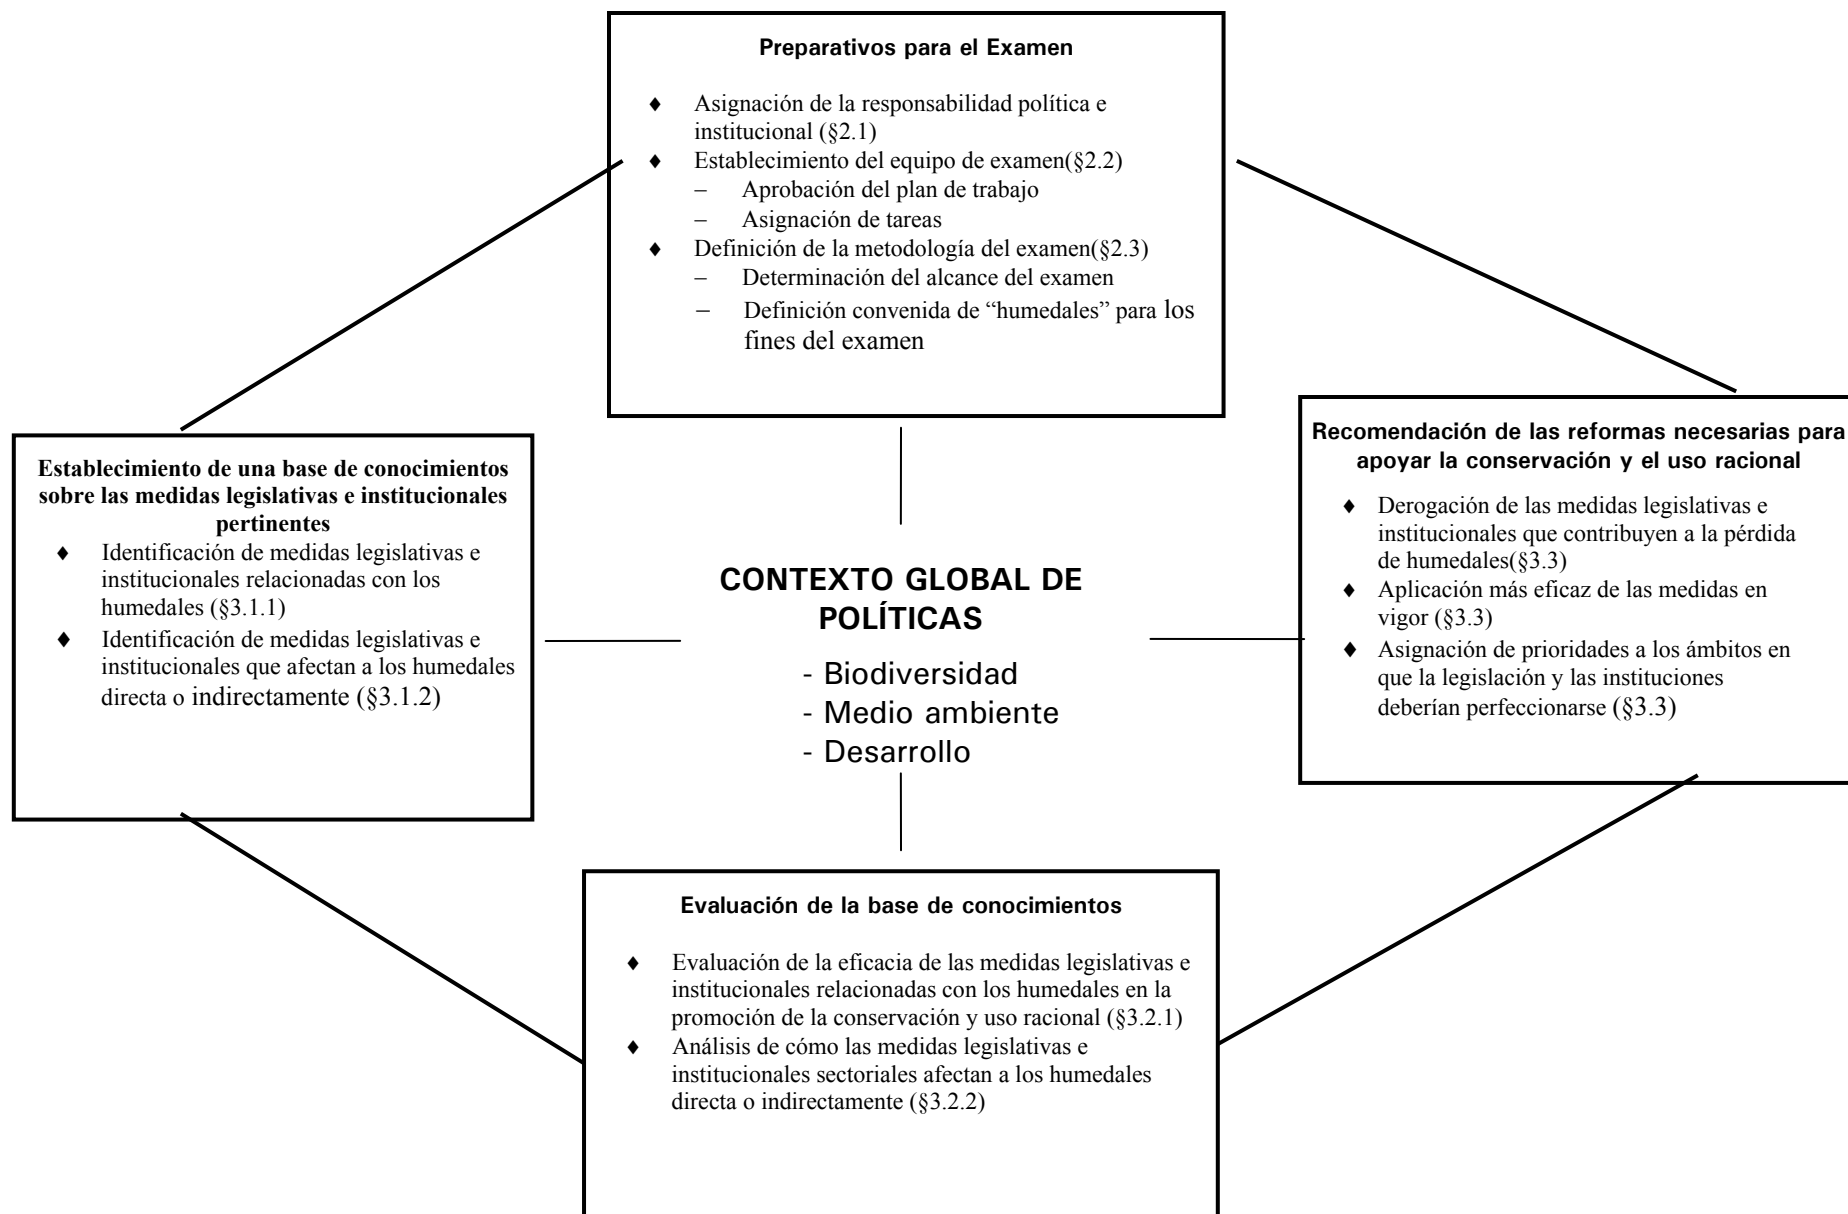 Preparativos para el Examen
♦ Asignación de la responsabilidad política e
institucional (§2.1)
♦ Establecimiento del equipo de examen(§2.2)
– Aprobación del plan de trabajo
– Asignación de tareas
♦ Definición de la metodología del examen(§2.3)
– Determinación del alcance del examen
– Definición convenida de “humedales” para los
fines del examen
Establecimiento de una base de conocimientos
sobre las medidas legislativas e institucionales
pertinentes
♦ Identificación de medidas legislativas e
institucionales relacionadas con los
humedales (§3.1.1)
♦ Identificación de medidas legislativas e
institucionales que afectan a los humedales
directa o indirectamente (§3.1.2)
CONTEXTO GLOBAL DE
POLÍTICAS
- Biodiversidad
- Medio ambiente
- Desarrollo
Recomendación de las reformas necesarias para
apoyar la conservación y el uso racional
♦ Derogación de las medidas legislativas e
institucionales que contribuyen a la pérdida
de humedales(§3.3)
♦ Aplicación más eficaz de las medidas en
vigor (§3.3)
♦ Asignación de prioridades a los ámbitos en
que la legislación y las instituciones
deberían perfeccionarse (§3.3)
Evaluación de la base de conocimientos
♦ Evaluación de la eficacia de las medidas legislativas e
institucionales relacionadas con los humedales en la
promoción de la conservación y uso racional (§3.2.1)
♦ Análisis de cómo las medidas legislativas e
institucionales sectoriales afectan a los humedales
directa o indirectamente (§3.2.2)